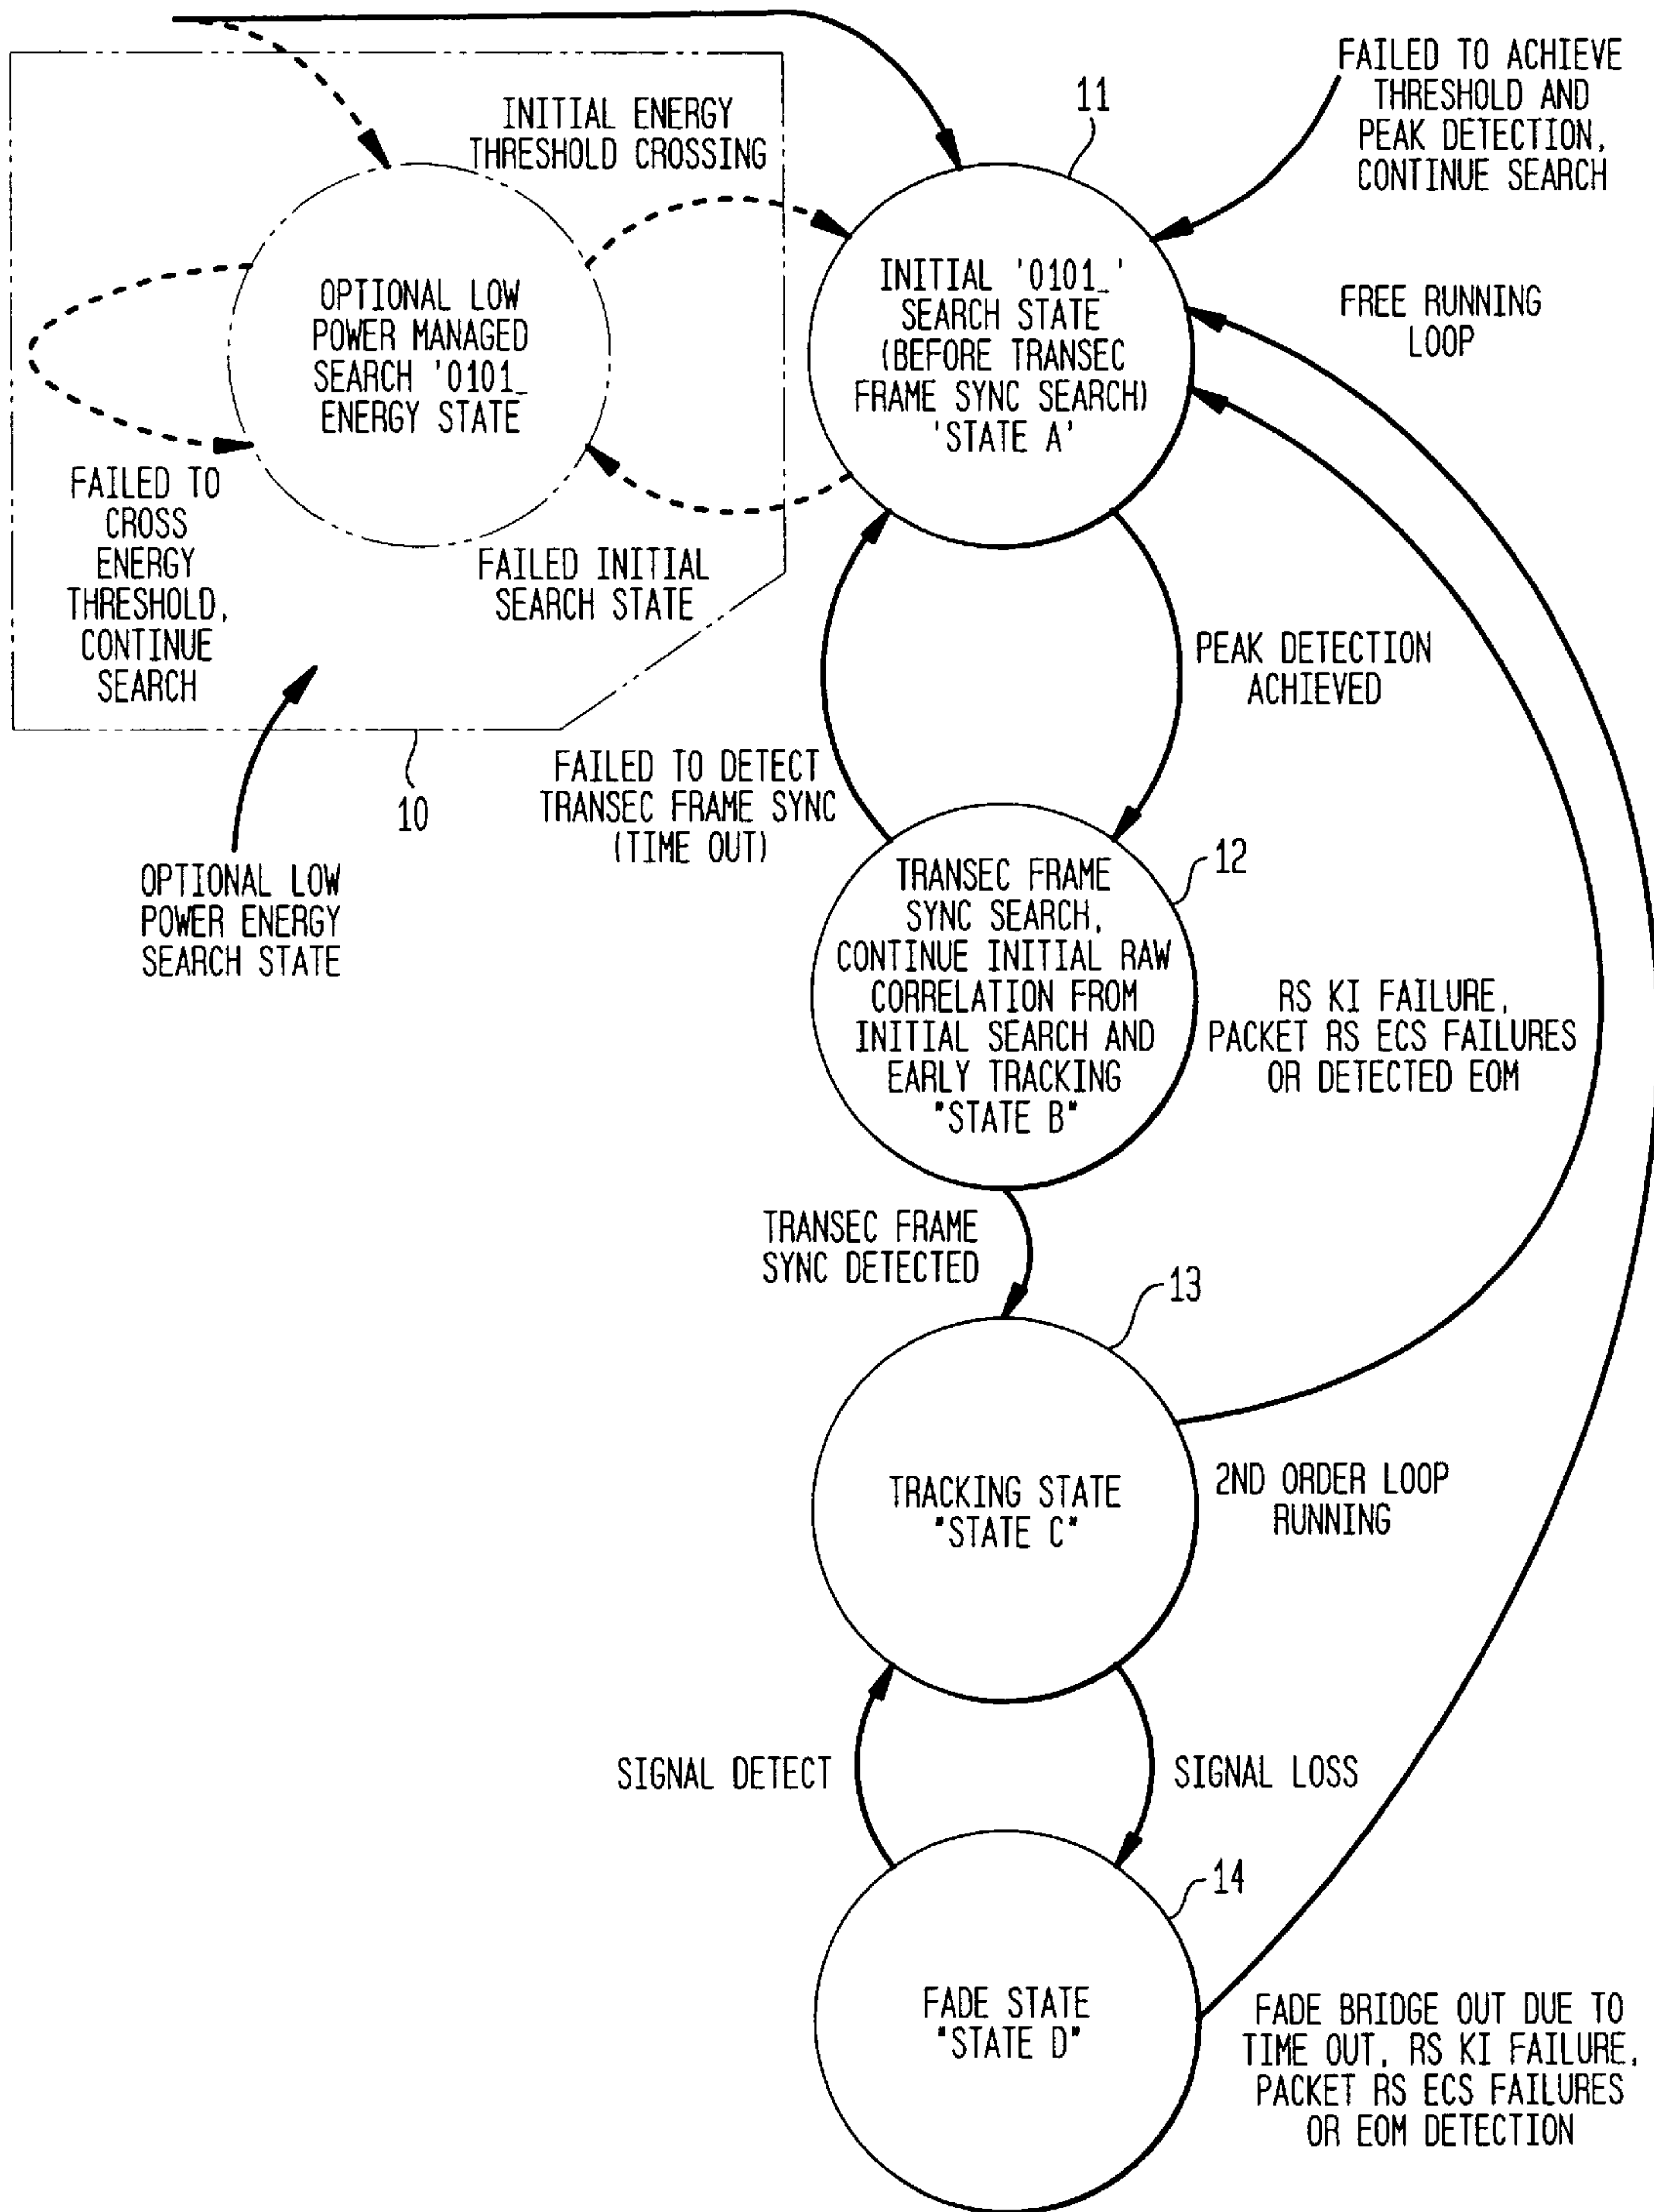 INITIAL ENERGY
THRESHOLD CROSSING
11
FAILED TO ACHIEVE
THRESHOLD AND
PEAK DETECTION,
CONTINUE SEARCH
OPTIONAL LOW
POWER MANAGED
SEARCH '0101_
ENERGY STATE
INITIAL '0101_'
SEARCH STATE
(BEFORE TRANSEC
FRAME SYNC SEARCH)
'STATE A'
FREE RUNNING
LOOP
FAILED TO
CROSS
ENERGY
THRESHOLD,
CONTINUE
SEARCH
FAILED INITIAL
SEARCH STATE
PEAK DETECTION
ACHIEVED
10
FAILED TO DETECT
TRANSEC FRAME SYNC
(TIME OUT)
OPTIONAL LOW
POWER ENERGY
SEARCH STATE
12
TRANSEC FRAME
SYNC SEARCH,
CONTINUE INITIAL RAW
CORRELATION FROM
INITIAL SEARCH AND
EARLY TRACKING
"STATE B"
RS KI FAILURE,
PACKET RS ECS FAILURES
OR DETECTED EOM
TRANSEC FRAME
SYNC DETECTED
13
TRACKING STATE
"STATE C"
2ND ORDER LOOP
RUNNING
SIGNAL DETECT
SIGNAL LOSS
14
FADE STATE
"STATE D"
FADE BRIDGE OUT DUE TO
TIME OUT, RS KI FAILURE,
PACKET RS ECS FAILURES
OR EOM DETECTION